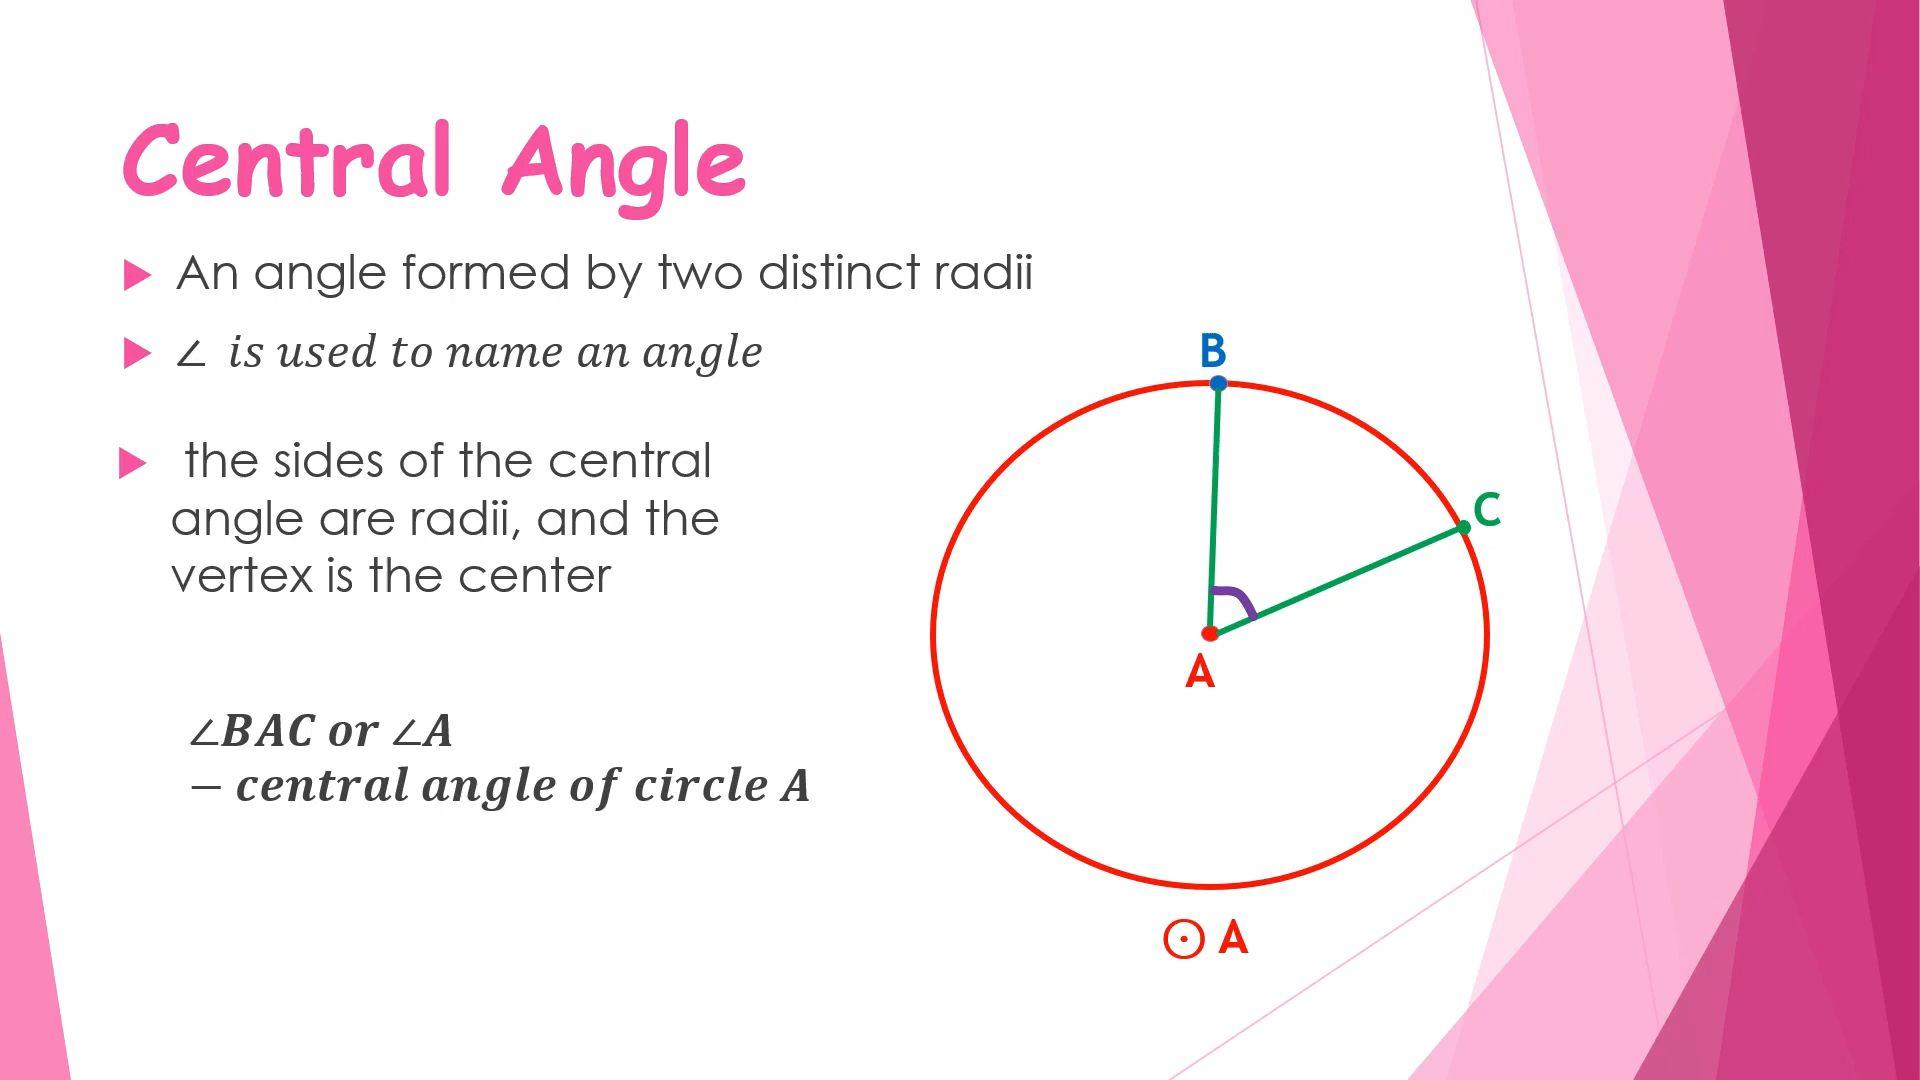 Central Angle
An angle formed by two distinct radii
∠ is used to name an angle
the sides of the central
angle are radii, and the
vertex is the center
∠BAC or ∠A
− central angle of circle A
B
C
A
⊙ A